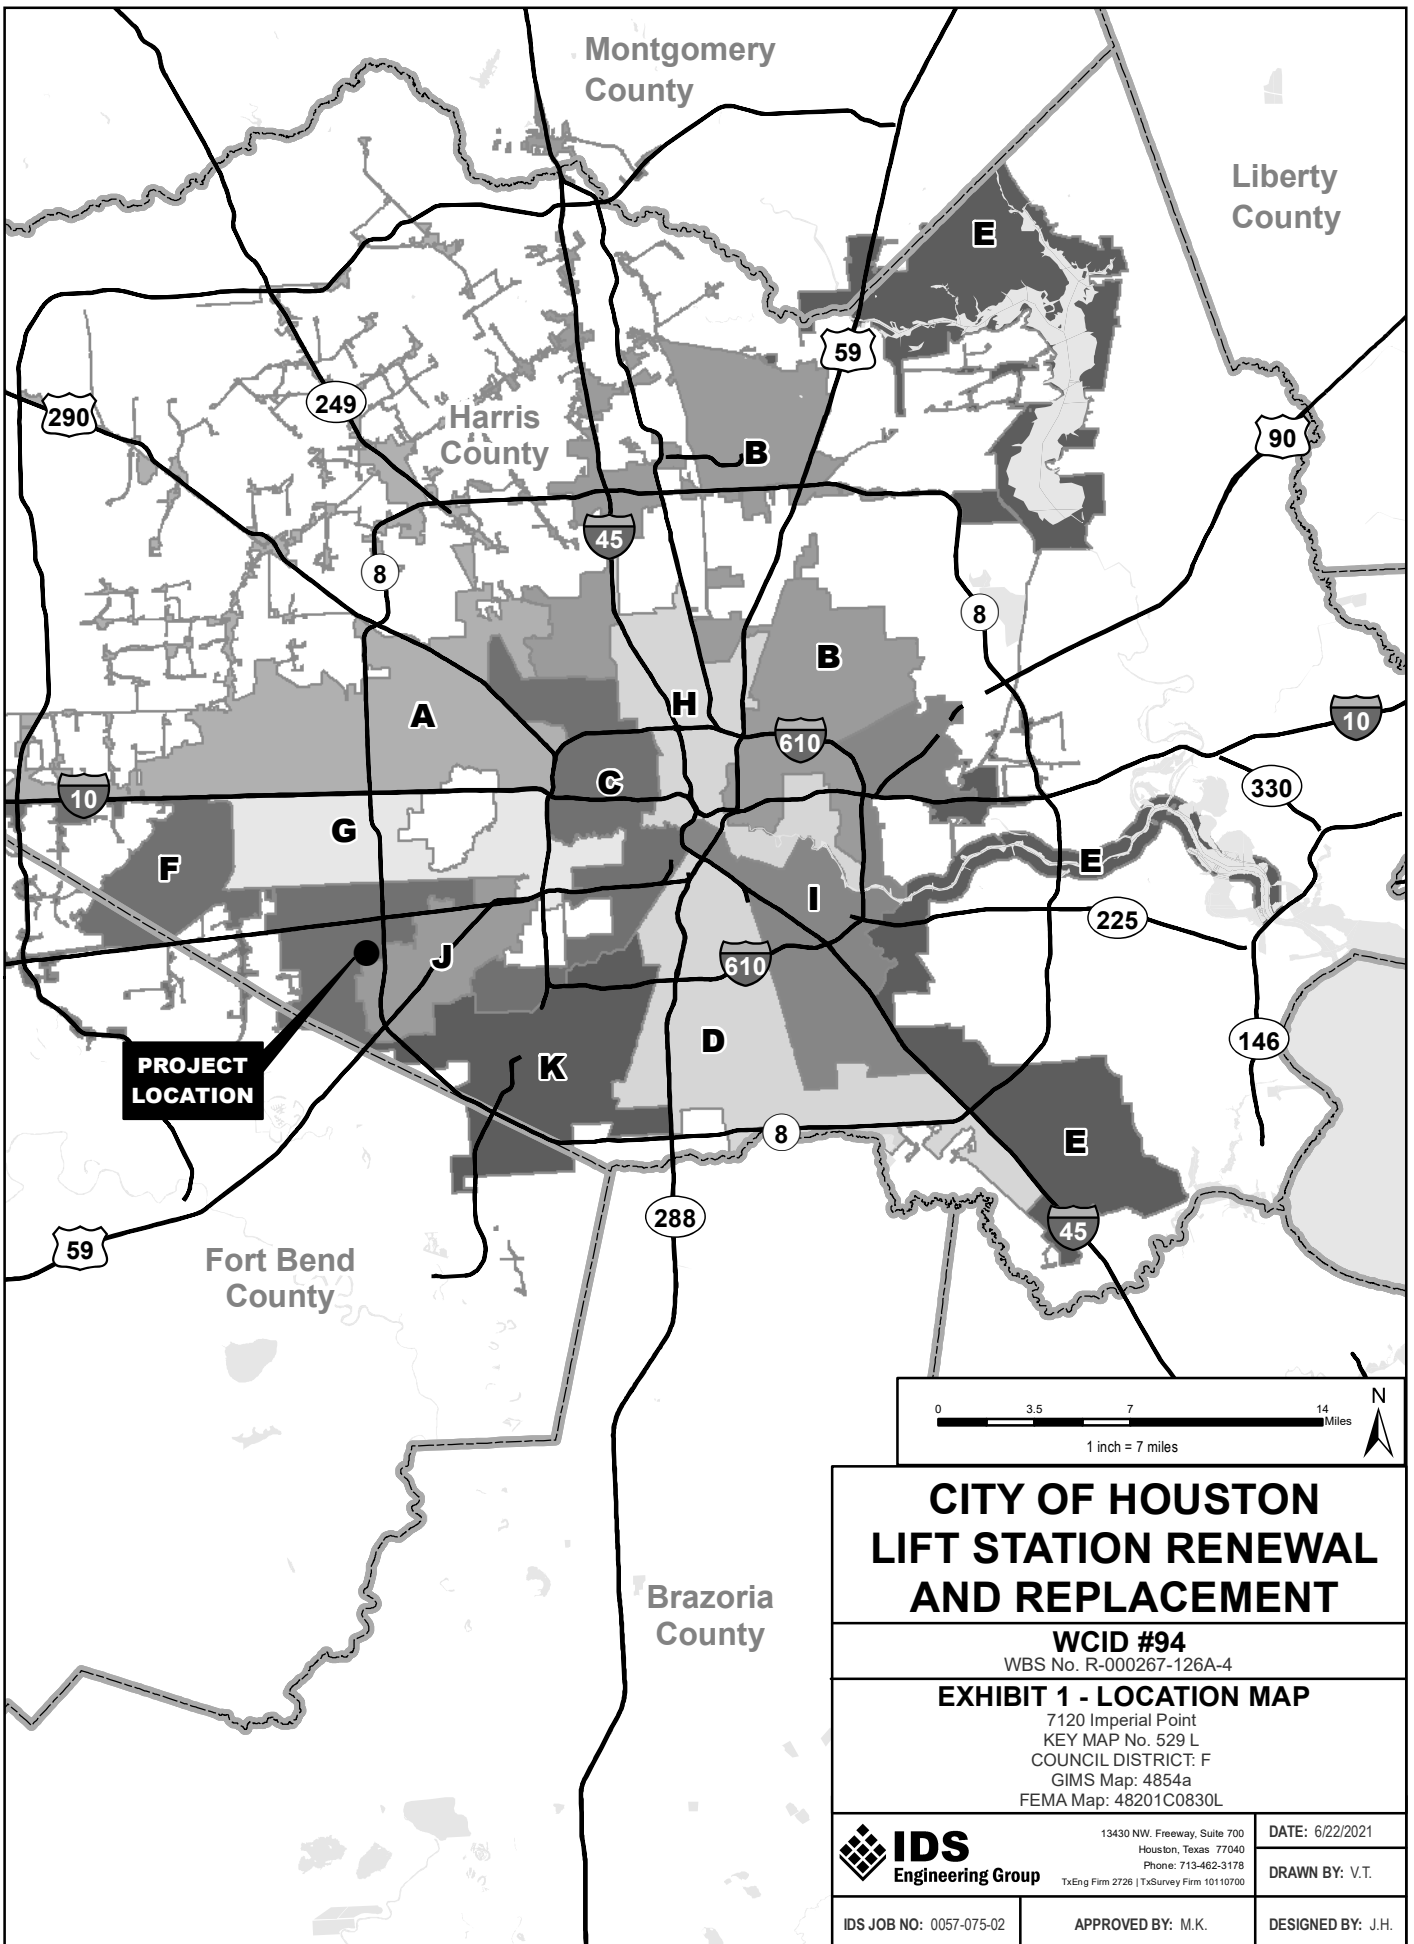 Montgomery
County
Liberty
County
E
59
290
249
Harris
County
90
B
45
8
8
B
A
H
10
610
C
10
330
G
F
E
I
225
J
610
D
146
K
PROJECT
LOCATION
8
E
288
45
59
Fort Bend
County
N
0 3.5 7 14
Miles
1 inch = 7 miles
CITY OF HOUSTON
LIFT STATION RENEWAL
AND REPLACEMENT
Brazoria
County
WCID #94
WBS No. R-000267-126A-4
EXHIBIT 1 - LOCATION MAP
7120 Imperial Point
KEY MAP No. 529 L
COUNCIL DISTRICT: F
GIMS Map: 4854a
FEMA Map: 48201C0830L
IDS
Engineering Group
13430 NW. Freeway, Suite 700
Houston, Texas 77040
Phone: 713-462-3178
TxEng Firm 2726 | TxSurvey Firm 10110700
DATE: 6/22/2021
DRAWN BY: V.T.
IDS JOB NO: 0057-075-02
APPROVED BY: M.K.
DESIGNED BY: J.H.